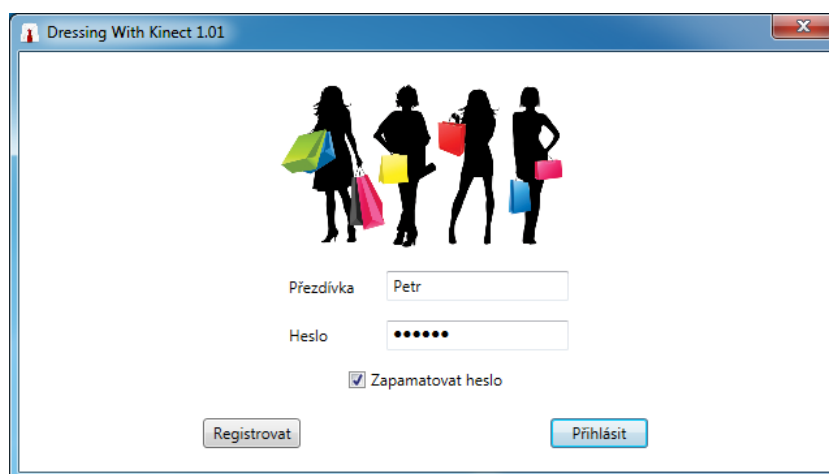 Dressing With Kinect 1.01
Přezdívka Petr
Heslo ●●●●●●
Zapamatovat heslo
Registrovat Přihlásit